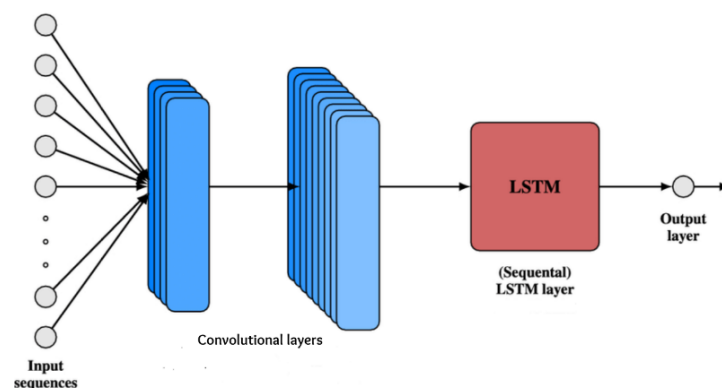 LSTM
Output
layer
(Sequental)
LSTM layer
Convolutional layers
Input
sequences